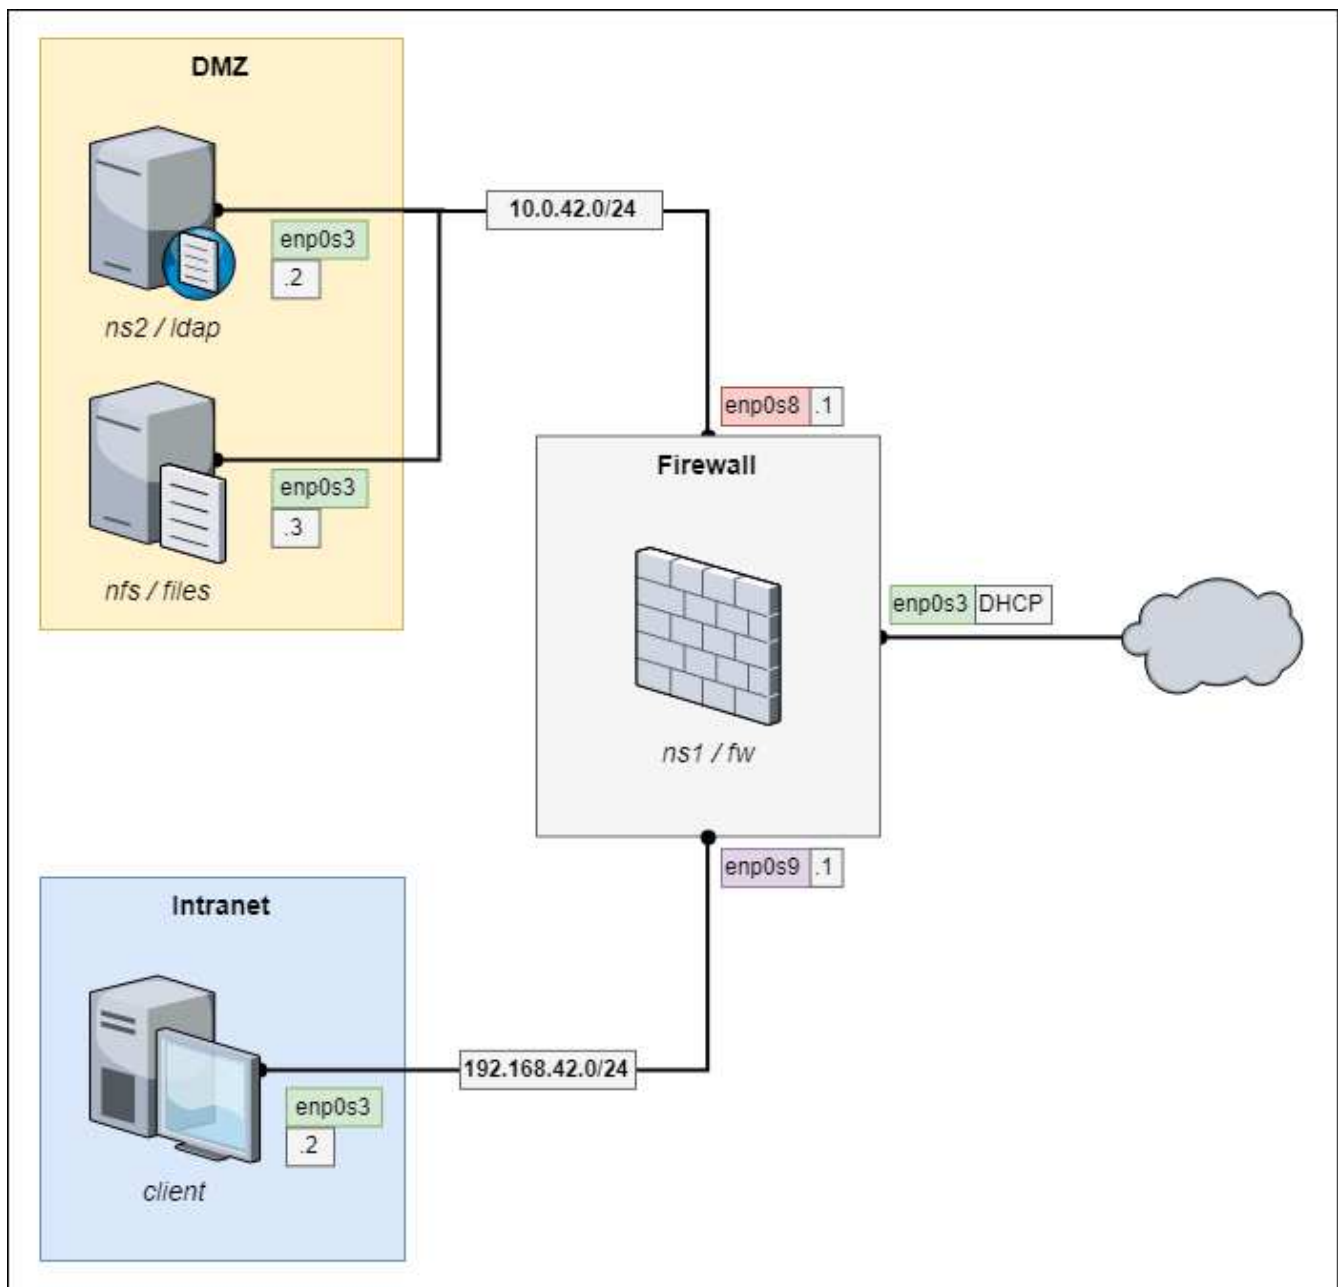 DMZ
enp0s3
.2
ns2 / ldap
enp0s3
.3
nfs / files
10.0.42.0/24
enp0s8 .1
Firewall
ns1 / fw
enp0s3 DHCP
enp0s9 .1
Intranet
enp0s3
.2
client
192.168.42.0/24